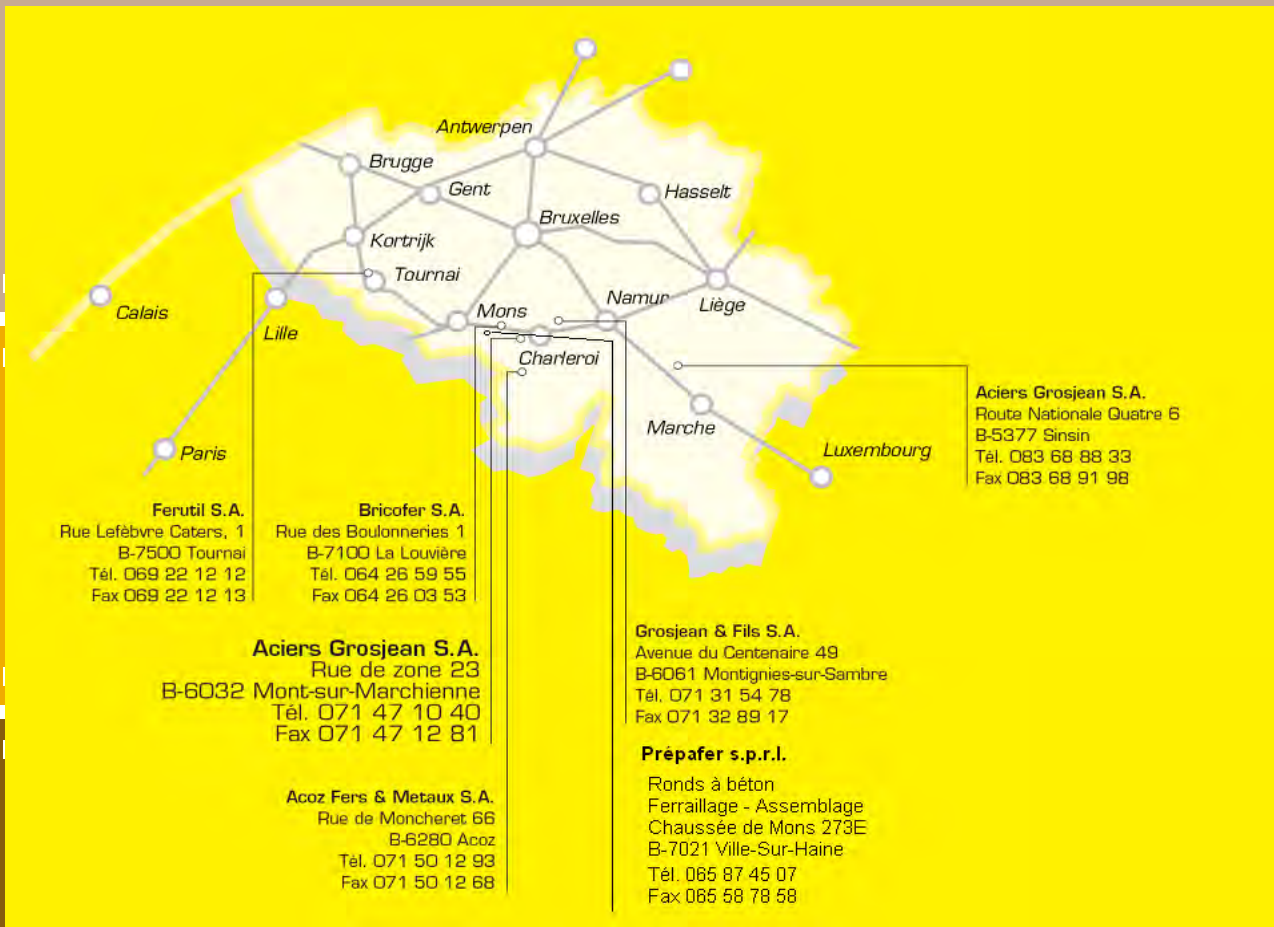 Antwerpen
Brugge
Gent
Hasselt
Bruxelles
Kortrijk
Tournai
Namur
Liège
Calais
Mons
Lille
Charleroi
Marche
Paris
Luxembourg
Aciers Grosjean S.A.
Route Nationale Quatre 6
B-5377 Sinsin
Tél. 083 68 88 33
Fax 083 68 91 98
Ferutil S.A.
Rue Lefèbvre Caters, 1
B-7500 Tournai
Tél. 069 22 12 12
Fax 069 22 12 13
Bricofer S.A.
Rue des Boulonneries 1
B-7100 La Louvière
Tél. 064 26 59 55
Fax 064 26 03 53
Aciers Grosjean S.A.
Rue de zone 23
B-6032 Mont-sur-Marchienne
Tél. 071 47 10 40
Fax 071 47 12 81
Grosjean & Fils S.A.
Avenue du Centenaire 49
B-6061 Montignies-sur-Sambre
Tél. 071 31 54 78
Fax 071 32 89 17
Acoz Fers & Metaux S.A.
Rue de Moncheret 66
B-6280 Acoz
Tél. 071 50 12 93
Fax 071 50 12 68
Prépafer s.p.r.l.
Ronds à béton
Ferraillage - Assemblage
Chaussée de Mons 273E
B-7021 Ville-Sur-Haine
Tél. 065 87 45 07
Fax 065 58 78 58